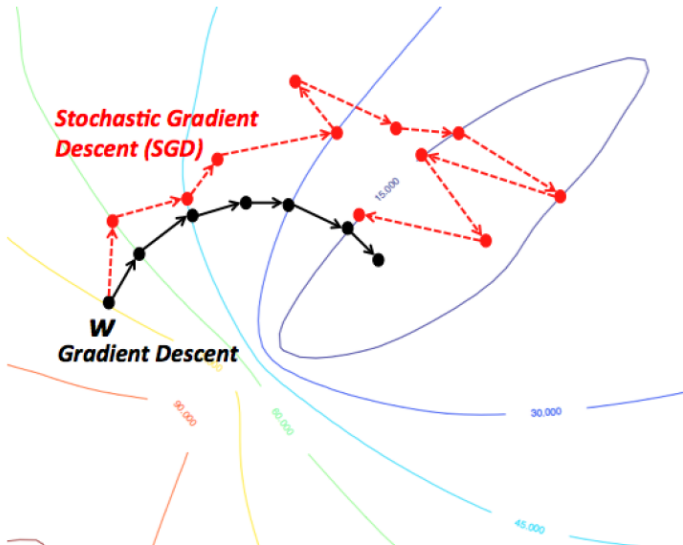 Stochastic Gradient
Descent (SGD)
15.000
W
Gradient Descent
90.000
60.000
30.000
45.000